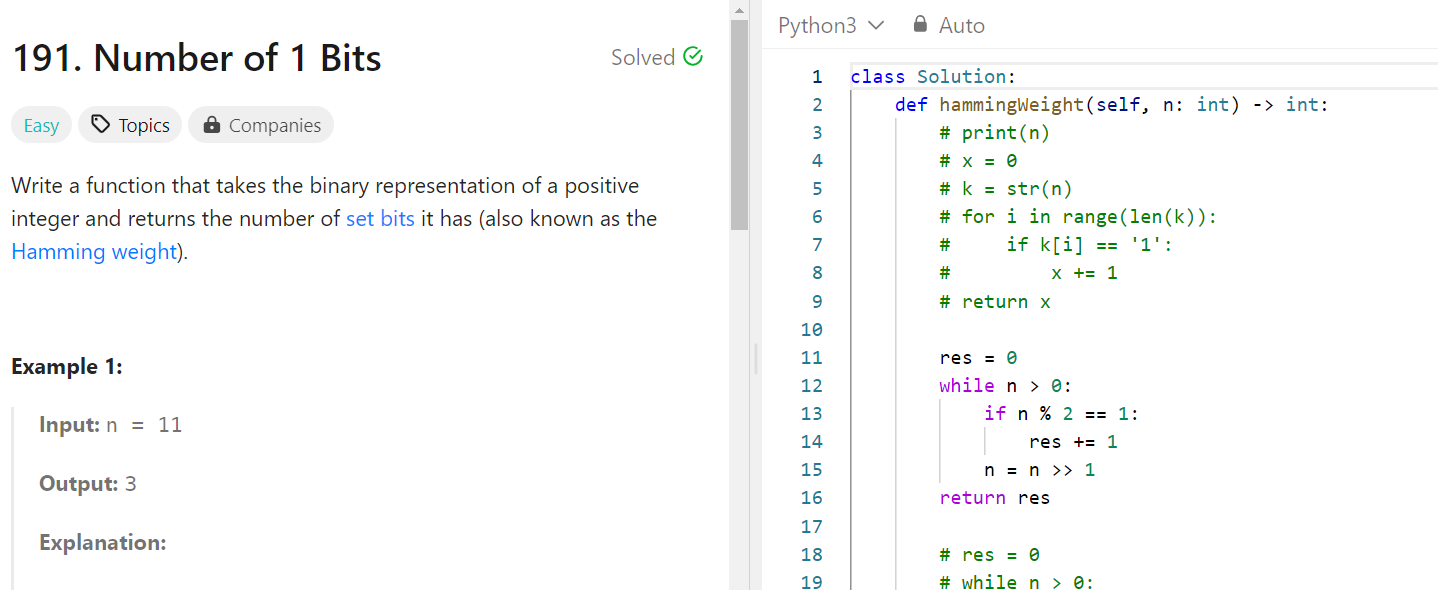 191. Number of 1 Bits
Solved
Easy
Topics
Companies
Write a function that takes the binary representation of a positive
integer and returns the number of set bits it has (also known as the
Hamming weight).
Example 1:
Input: n = 11
Output: 3
Explanation:
Python3
Auto
1 class Solution:
2     def hammingWeight(self, n: int) -> int:
3         # print(n)
4         # x = 0
5         # k = str(n)
6         # for i in range(len(k)):
7         #     if k[i] == '1':
8         #         x += 1
9         # return x
10
11         res = 0
12         while n > 0:
13             if n % 2 == 1:
14                 res += 1
15             n = n >> 1
16         return res
17
18         # res = 0
19         # while n > 0: